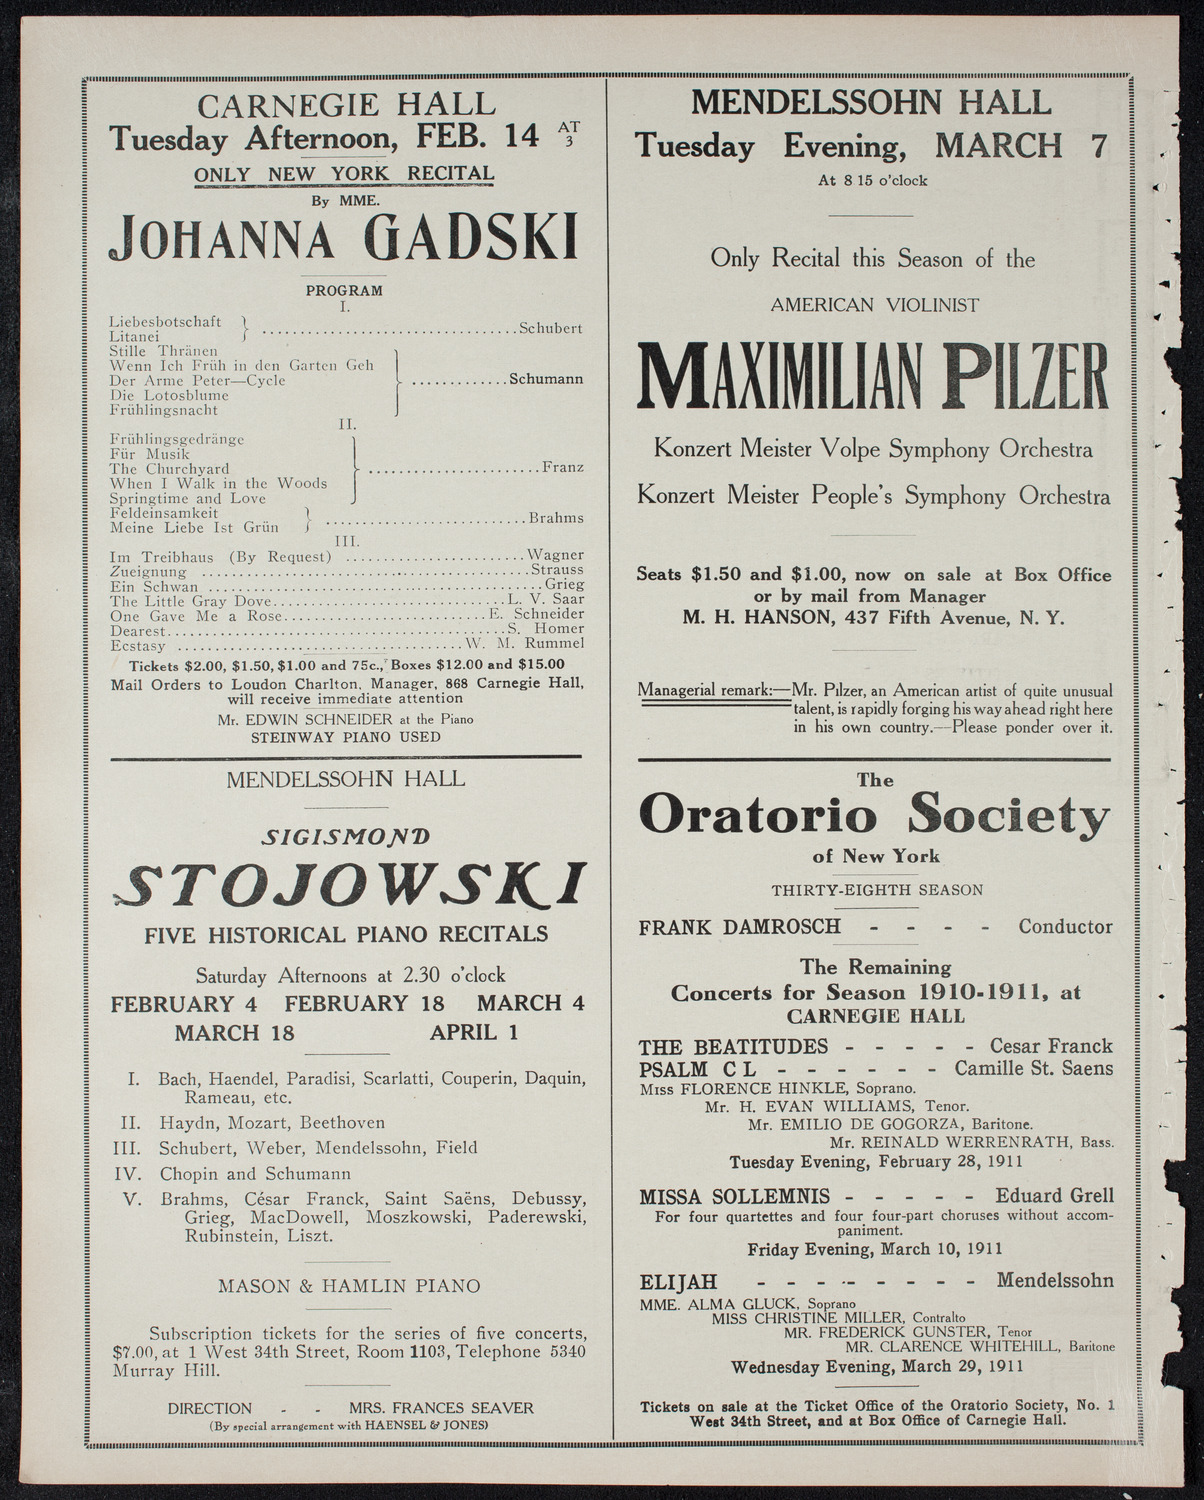 CARNEGIE HALL
Tuesday Afternoon, FEB. 14 AT 3
ONLY NEW YORK RECITAL
By MME.
JOHANNA GADSKI
PROGRAM
I.
Liebesbotschaft
Litanei
Schubert
Stille Thränen
Wenn Ich Früh in den Garten Geh
Der Arme Peter—Cycle
Die Lotosblume
Frühlingsnacht
Schumann
II.
Frühlingsgedränge
Für Musik
The Churchyard
When I Walk in the Woods
Springtime and Love
Franz
Feldeinsamkeit
Meine Liebe Ist Grün
Brahms
III.
Im Treibhaus (By Request) ........................Wagner
Zueignung ........................Strauss
Ein Schwan ........................Grieg
The Little Gray Dove........................L. V. Saar
One Gave Me a Rose........................E. Schneider
Dearest........................S. Homer
Ecstasy ........................W. M. Rummel
Tickets $2.00, $1.50, $1.00 and 75c., Boxes $12.00 and $15.00
Mail Orders to Loudon Charlton, Manager, 868 Carnegie Hall,
will receive immediate attention
Mr. EDWIN SCHNEIDER at the Piano
STEINWAY PIANO USED
MENDELSSOHN HALL
SIGISMOND
STOJOWSKI
FIVE HISTORICAL PIANO RECITALS
Saturday Afternoons at 2.30 o'clock
FEBRUARY 4 FEBRUARY 18 MARCH 4
MARCH 18 APRIL 1
I. Bach, Haendel, Paradisi, Scarlatti, Couperin, Daquin,
Rameau, etc.
II. Haydn, Mozart, Beethoven
III. Schubert, Weber, Mendelssohn, Field
IV. Chopin and Schumann
V. Brahms, César Franck, Saint Saëns, Debussy,
Grieg, MacDowell, Moszkowski, Paderewski,
Rubinstein, Liszt.
MASON & HAMLIN PIANO
Subscription tickets for the series of five concerts,
$7.00, at 1 West 34th Street, Room 1103, Telephone 5340
Murray Hill.
DIRECTION - - MRS. FRANCES SEAVER
(By special arrangement with HAENSEL & JONES)
MENDELSSOHN HALL
Tuesday Evening, MARCH 7
At 8 15 o'clock
Only Recital this Season of the
AMERICAN VIOLINIST
MAXIMILIAN PILZER
Konzert Meister Volpe Symphony Orchestra
Konzert Meister People's Symphony Orchestra
Seats $1.50 and $1.00, now on sale at Box Office
or by mail from Manager
M. H. HANSON, 437 Fifth Avenue, N. Y.
Managerial remark:—Mr. Pilzer, an American artist of quite unusual
talent, is rapidly forging his way ahead right here
in his own country.—Please ponder over it.
The
Oratorio Society
of New York
THIRTY-EIGHTH SEASON
FRANK DAMROSCH - - - - Conductor
The Remaining
Concerts for Season 1910-1911, at
CARNEGIE HALL
THE BEATITUDES - - - - - Cesar Franck
PSALM C L - - - - - - Camille St. Saens
Miss FLORENCE HINKLE, Soprano.
Mr. H. EVAN WILLIAMS, Tenor.
Mr. EMILIO DE GOGORZA, Baritone.
Mr. REINALD WERRENRATH, Bass.
Tuesday Evening, February 28, 1911
MISSA SOLLEMNIS - - - - - Eduard Grell
For four quartettes and four four-part choruses without accom-
paniment.
Friday Evening, March 10, 1911
ELIJAH - - - - - - - - Mendelssohn
MME. ALMA GLUCK, Soprano
MISS CHRISTINE MILLER, Contralto
MR. FREDERICK GUNSTER, Tenor
MR. CLARENCE WHITEHILL, Baritone
Wednesday Evening, March 29, 1911
Tickets on sale at the Ticket Office of the Oratorio Society, No. 1
West 34th Street, and at Box Office of Carnegie Hall.